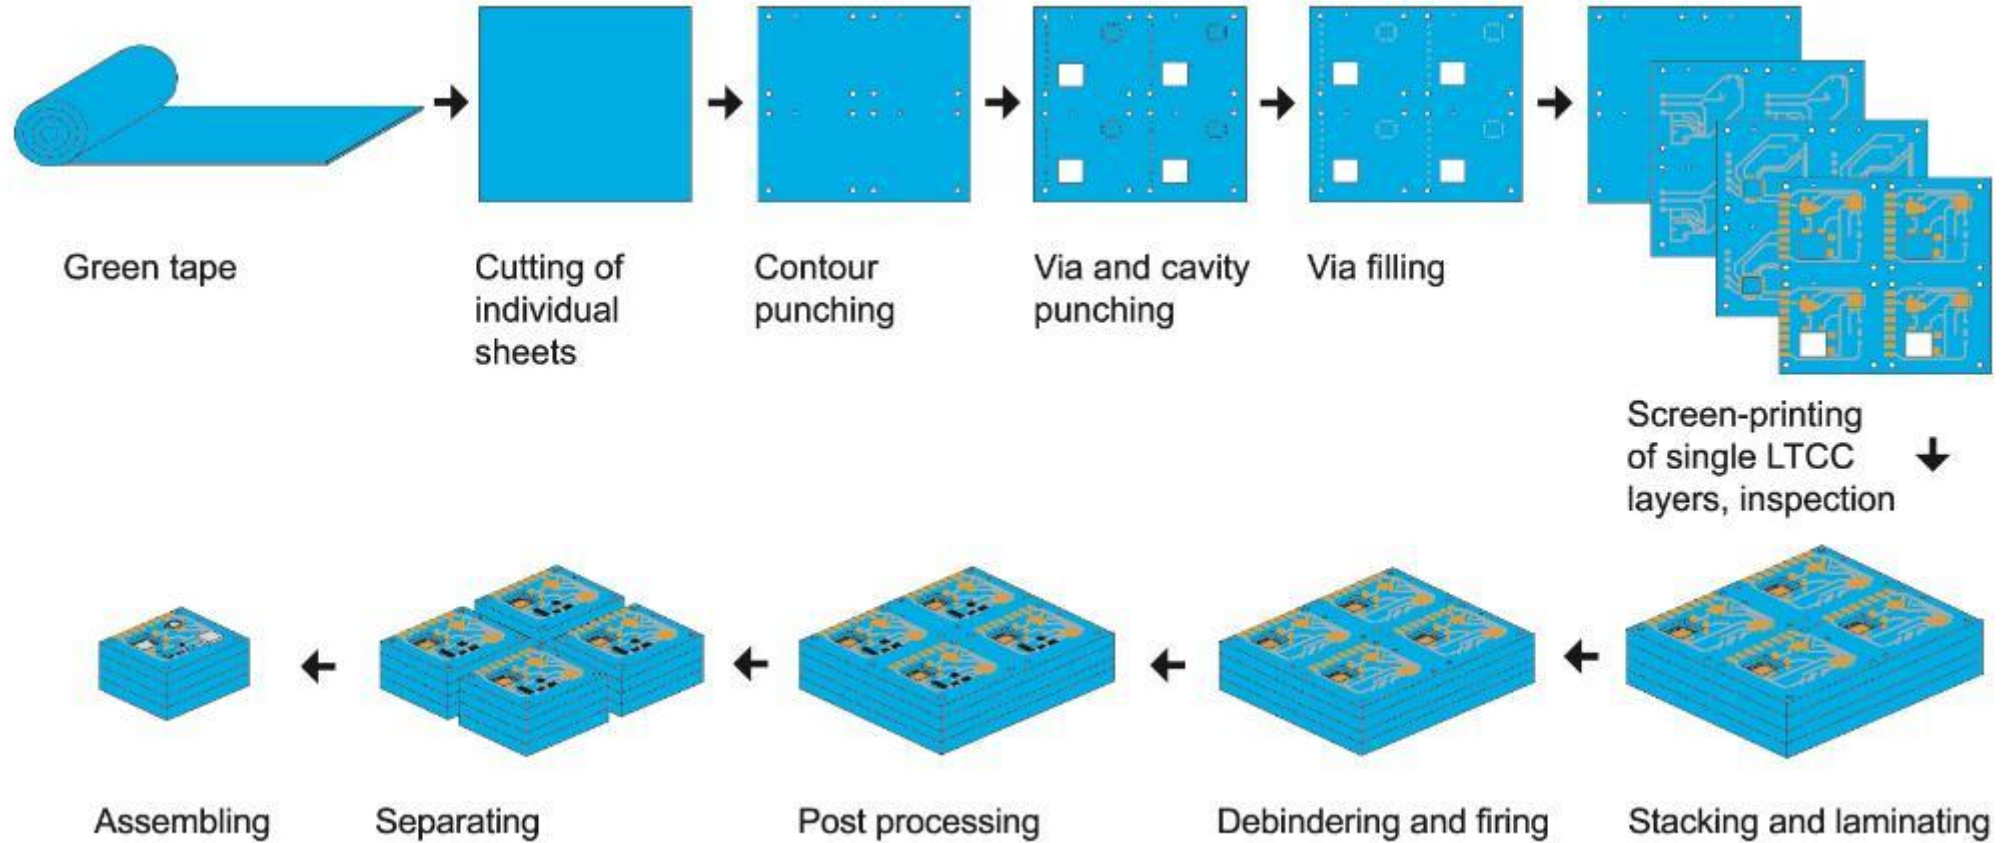 Green tape
Cutting of
individual
sheets
Contour
punching
Via and cavity
punching
Via filling
Screen-printing
of single LTCC
layers, inspection
Assembling
Separating
Post processing
Debindering and firing
Stacking and laminating